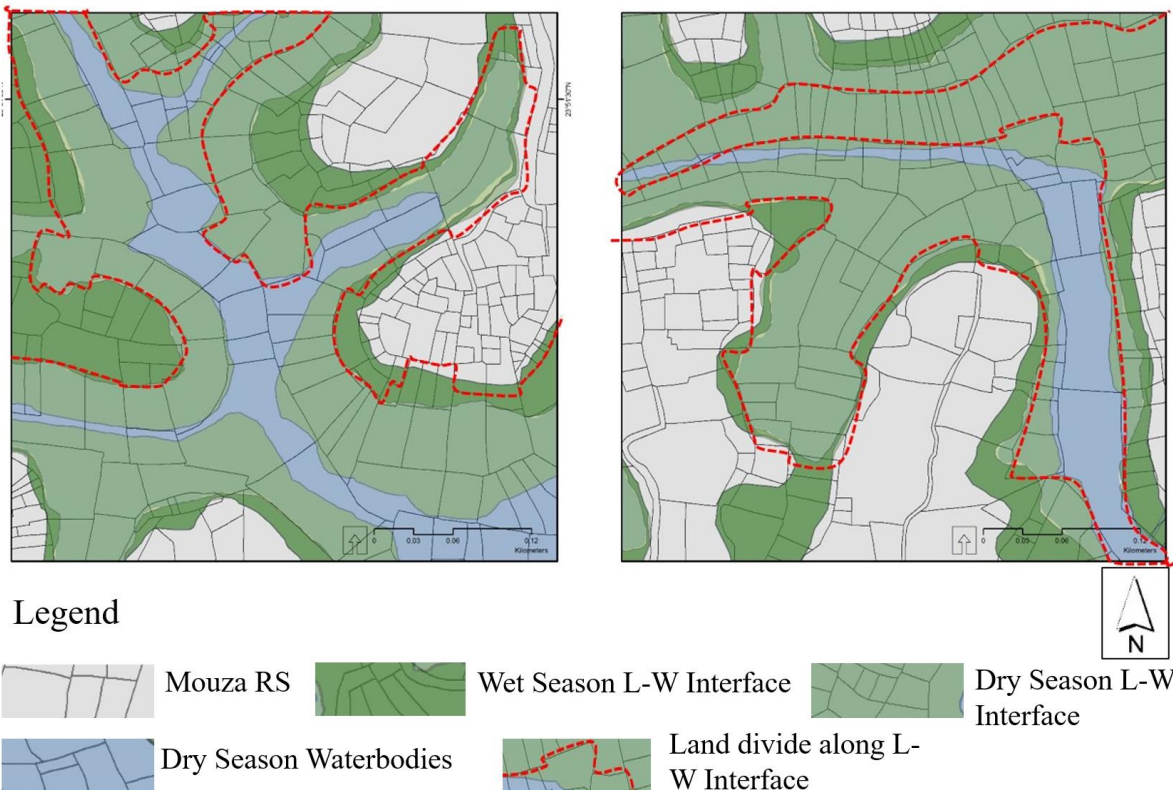 23°51'30"N
0 0.03 0.06 0.12
Kilometers
0 0.03 0.06 0.12
Kilometers
N
Legend
Mouza RS
Wet Season L-W Interface
Dry Season L-W
Interface
Dry Season Waterbodies
Land divide along L-
W Interface